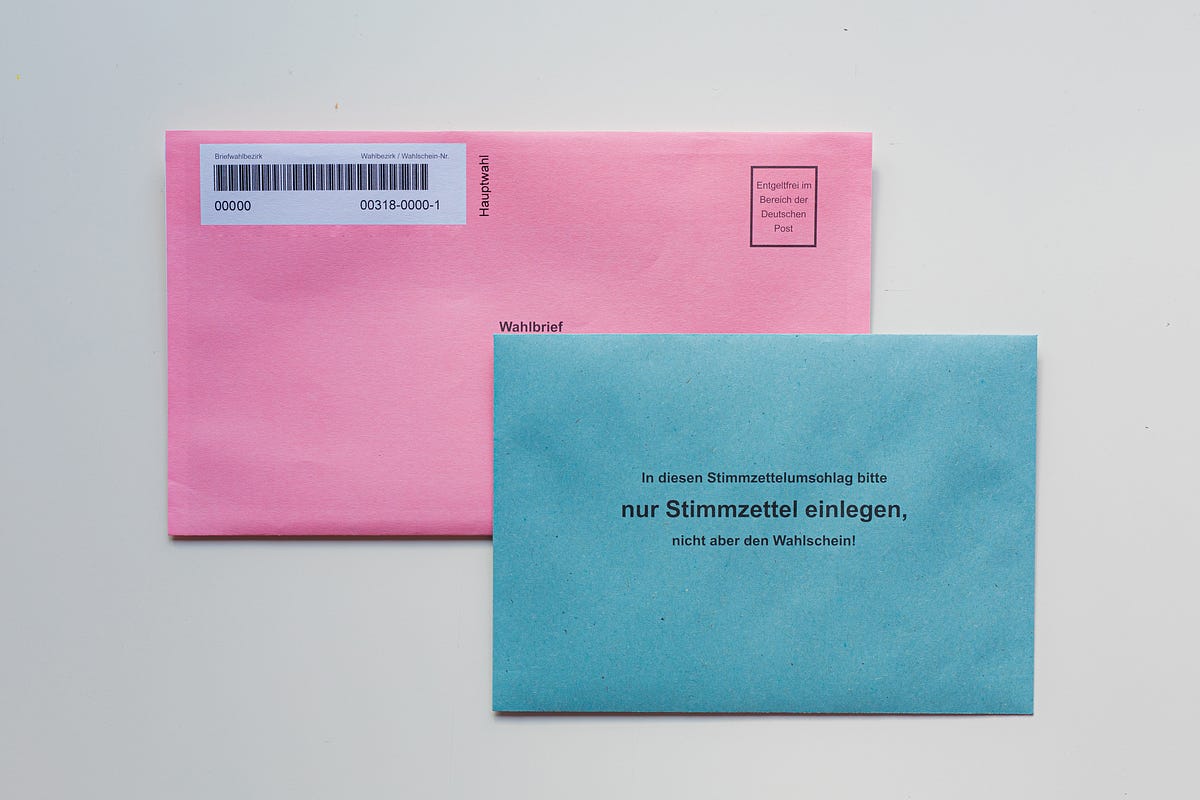 Briefwahlbezirk Wahlbezirk / Wahlschein-Nr.
00000 00318-0000-1
Hauptwahl
Entgeltfrei im
Bereich der
Deutschen
Post
Wahlbrief
In diesen Stimmzettelumschlag bitte
nur Stimmzettel einlegen,
nicht aber den Wahlschein!